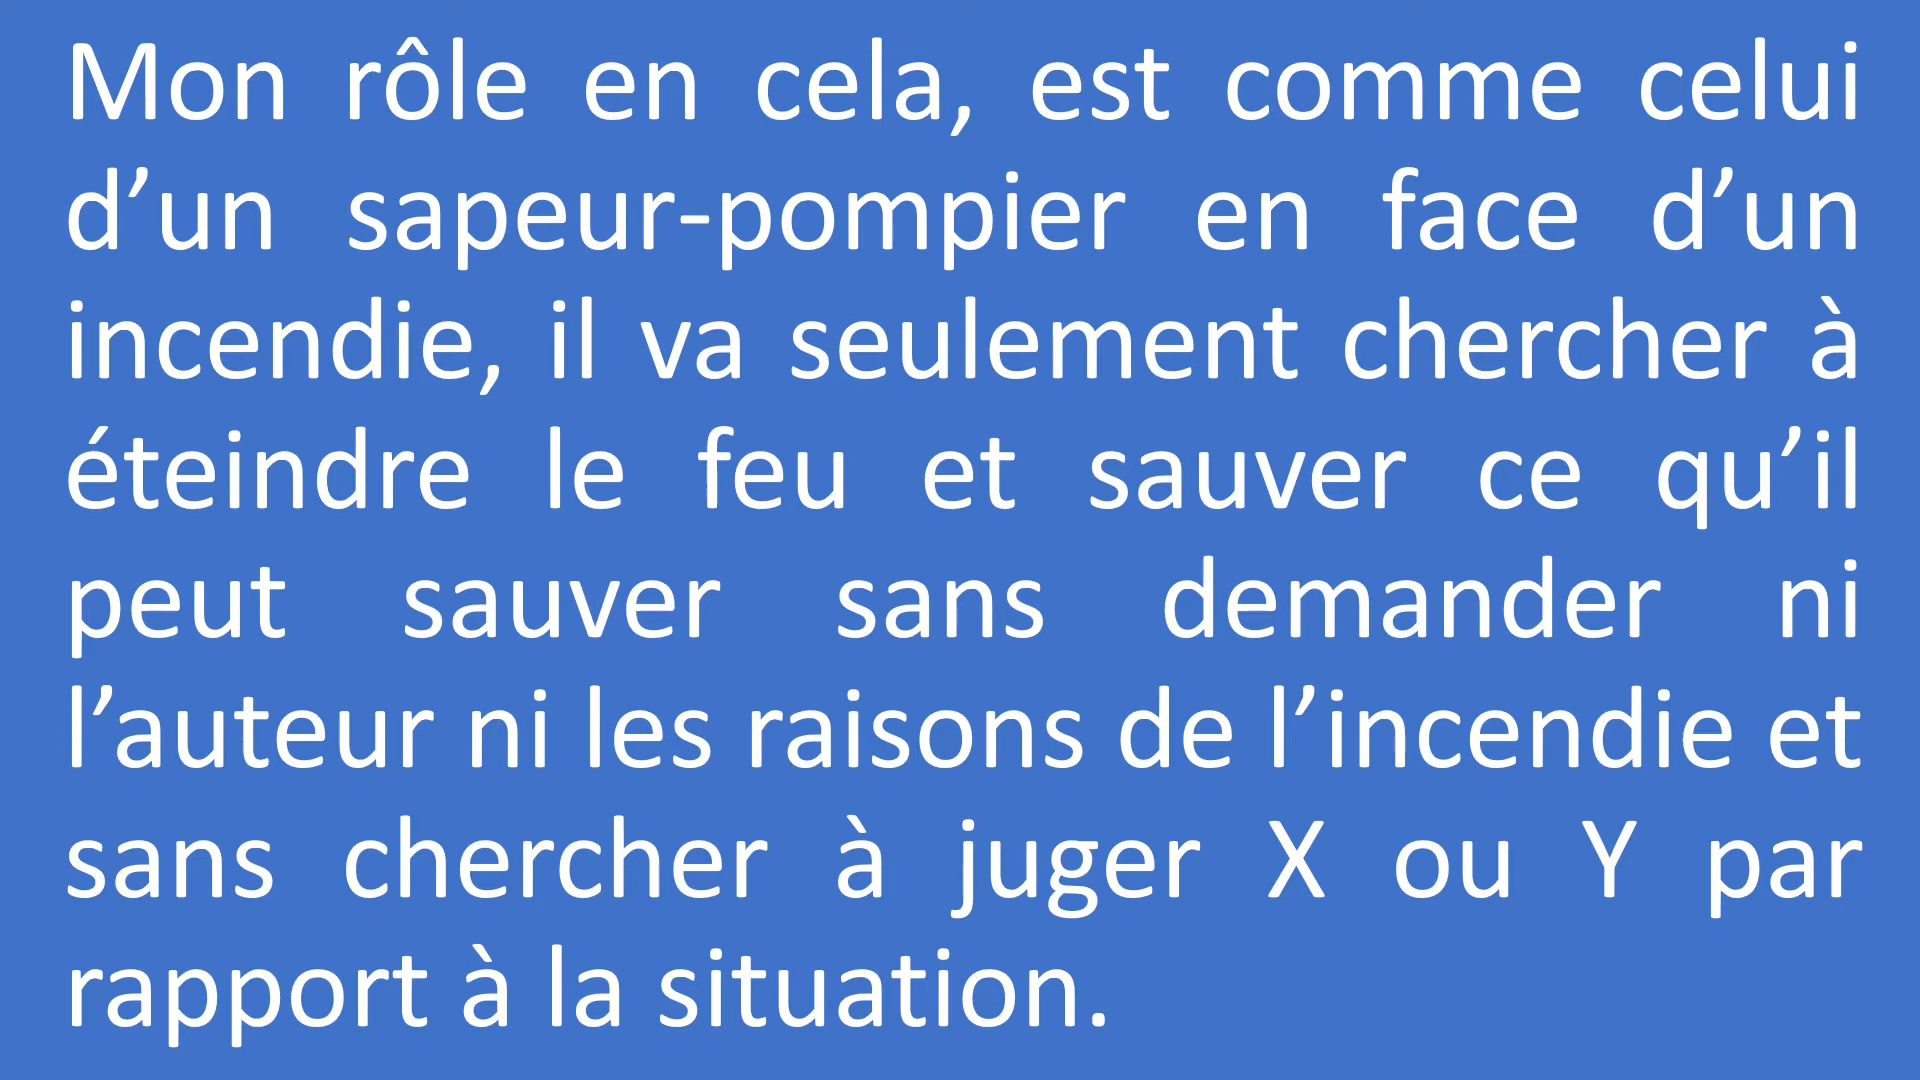 Mon rôle en cela, est comme celui
d’un sapeur-pompier en face d’un
incendie, il va seulement chercher à
éteindre le feu et sauver ce qu’il
peut sauver sans demander ni
l’auteur ni les raisons de l’incendie et
sans chercher à juger X ou Y par
rapport à la situation.